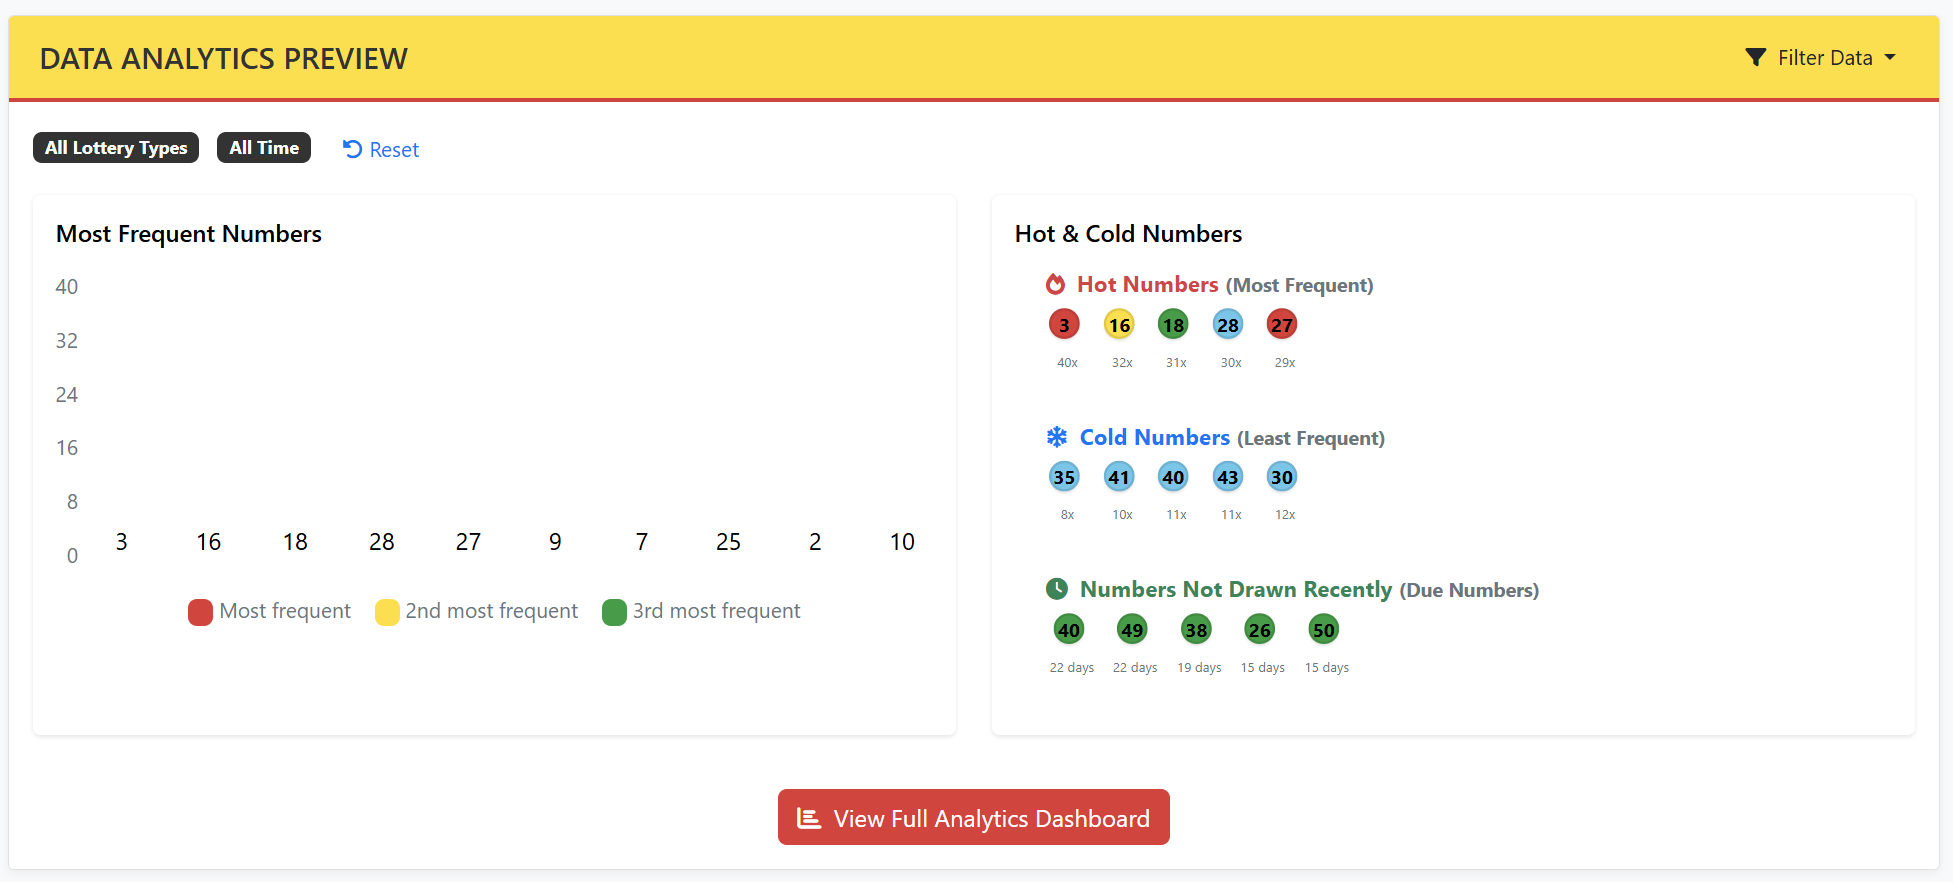 DATA ANALYTICS PREVIEW
Filter Data
All Lottery Types All Time Reset
Most Frequent Numbers
40
32
24
16
8
0
3 16 18 28 27 9 7 25 2 10
Most frequent 2nd most frequent 3rd most frequent
Hot & Cold Numbers
Hot Numbers (Most Frequent)
3 16 18 28 27
40x 32x 31x 30x 29x
Cold Numbers (Least Frequent)
35 41 40 43 30
8x 10x 11x 11x 12x
Numbers Not Drawn Recently (Due Numbers)
40 49 38 26 50
22 days 22 days 19 days 15 days 15 days
View Full Analytics Dashboard